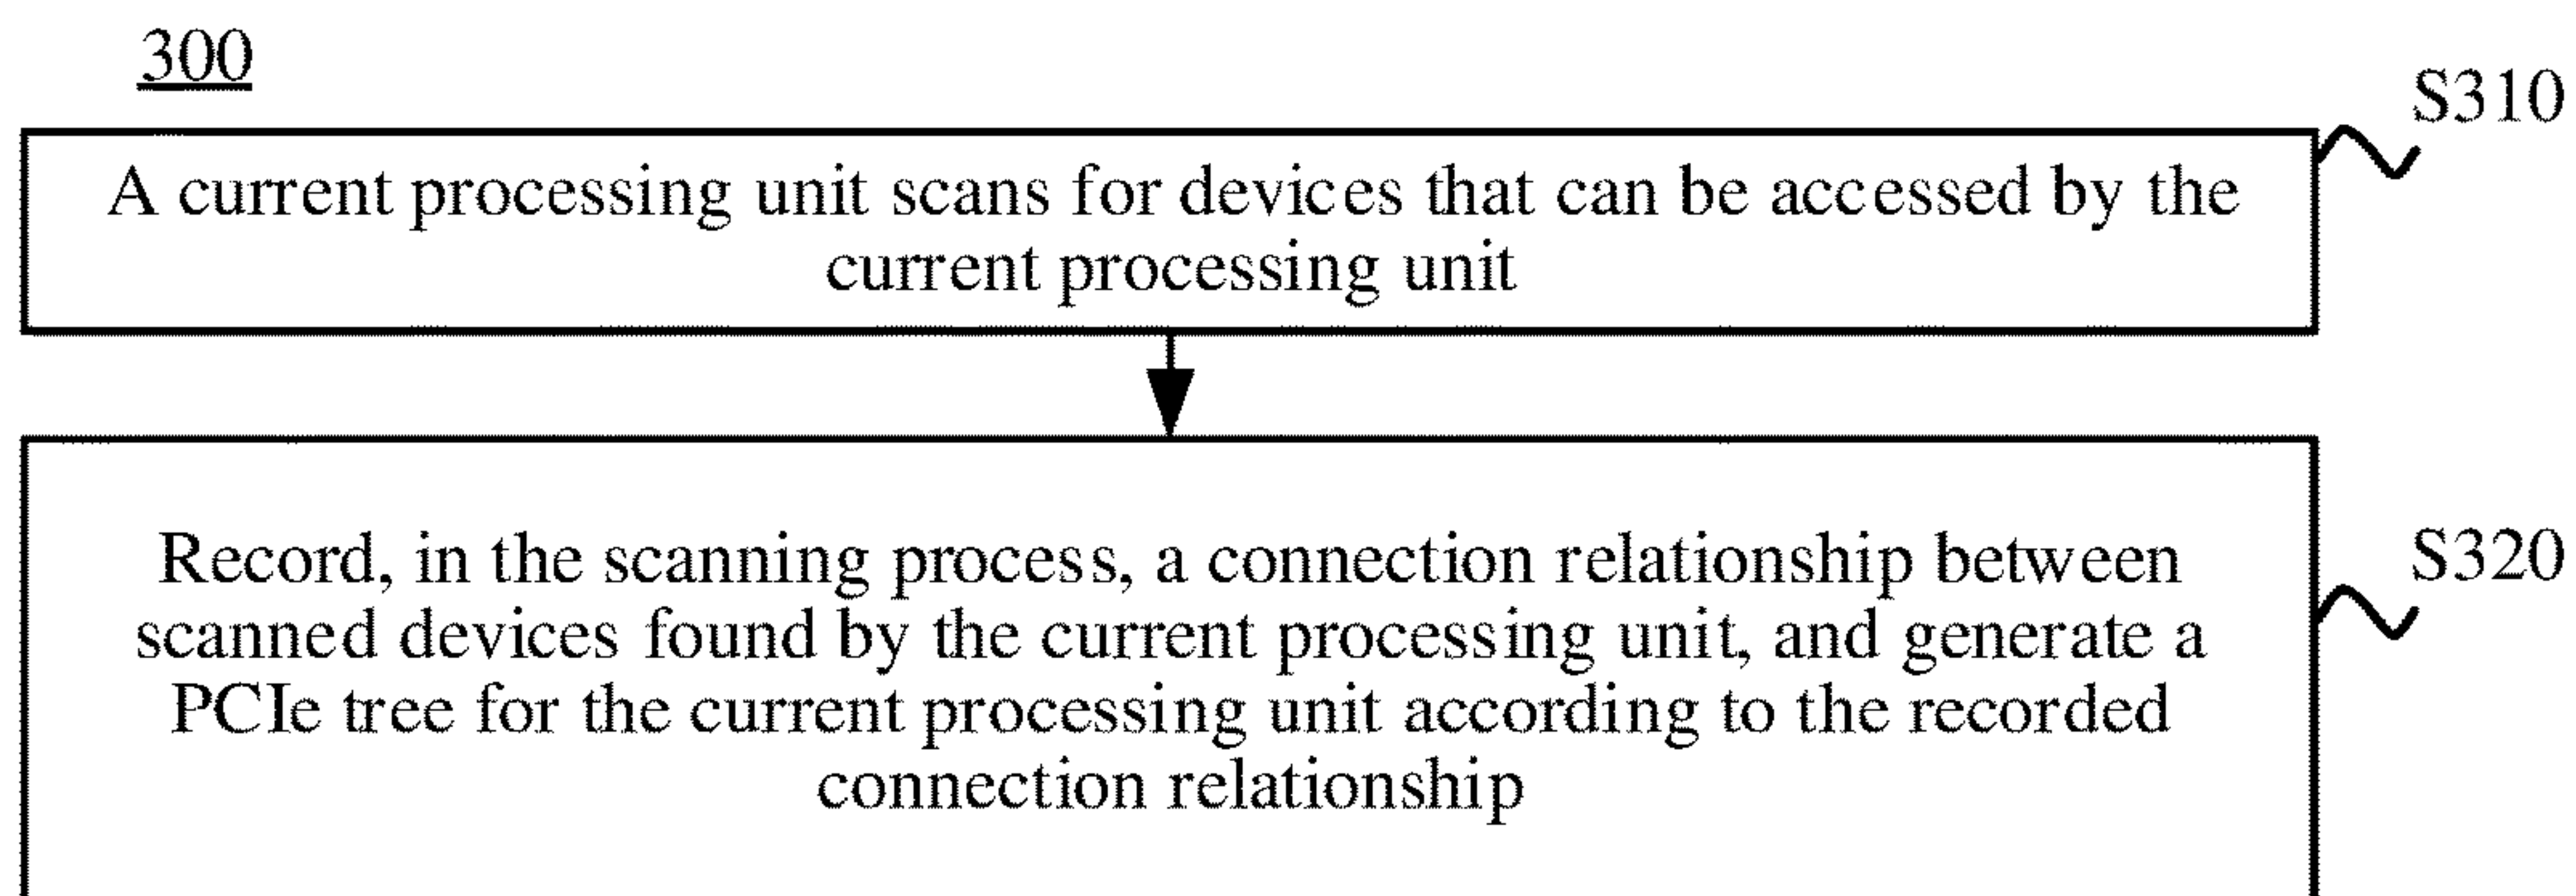 300
S310
A current processing unit scans for devices that can be accessed by the
current processing unit
S320
Record, in the scanning process, a connection relationship between
scanned devices found by the current processing unit, and generate a
PCIe tree for the current processing unit according to the recorded
connection relationship